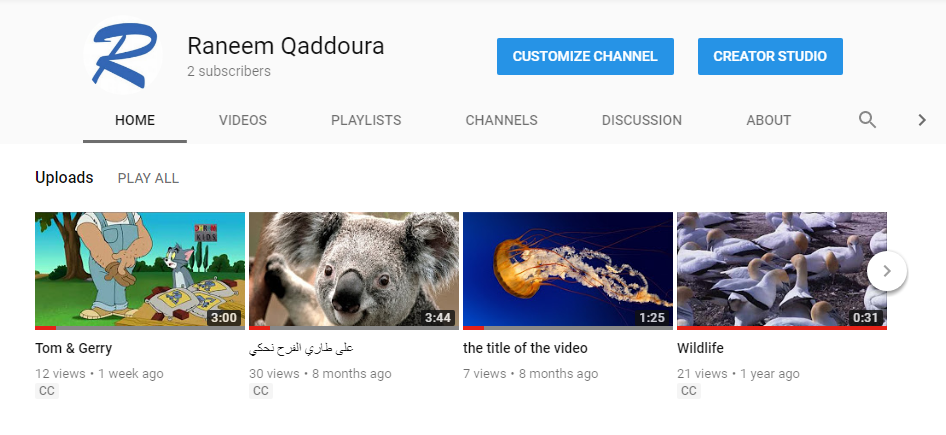 R
Raneem Qaddoura
2 subscribers
CUSTOMIZE CHANNEL
CREATOR STUDIO
HOME VIDEOS PLAYLISTS CHANNELS DISCUSSION ABOUT
Uploads PLAY ALL
KIDS
3:00 3:44 1:25 0:31
Tom & Gerry
على طاري الفرح نحكي
the title of the video
Wildlife
12 views • 1 week ago
30 views • 8 months ago
7 views • 8 months ago
21 views • 1 year ago
CC CC CC